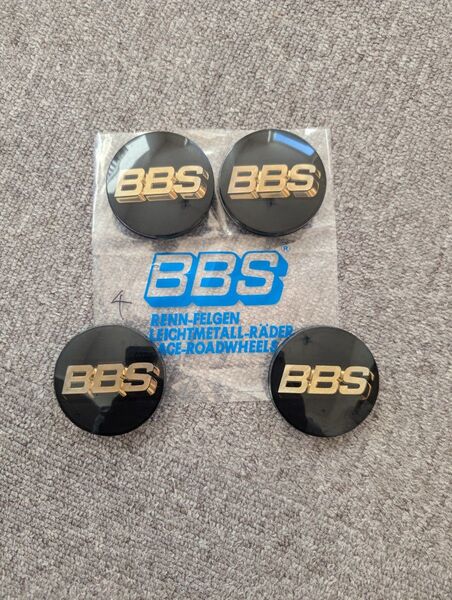 BBS BBS
BBS®
4
RENN-FELGEN
LEICHTMETALL-RÄDER
RACE-ROADWHEELS
BBS BBS